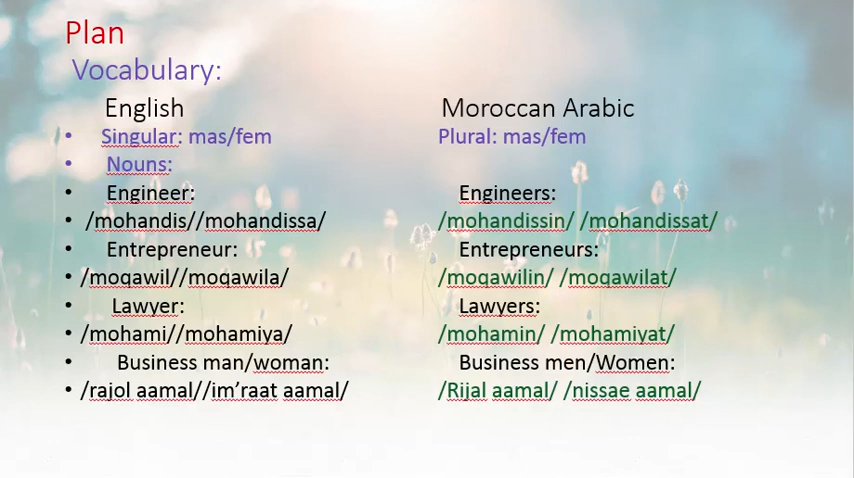 Plan
Vocabulary:
English
Moroccan Arabic
• Singular: mas/fem
Plural: mas/fem
• Nouns:
• Engineer:
Engineers:
• /mohandis//mohandissa/
/mohandissin/ /mohandissat/
• Entrepreneur:
Entrepreneurs:
• /moqawil//moqawila/
/moqawilin/ /moqawilat/
• Lawyer:
Lawyers:
• /mohami//mohamiya/
/mohamin/ /mohamiyat/
• Business man/woman:
Business men/Women:
• /rajol aamal//im’raat aamal/
/Rijal aamal/ /nissae aamal/